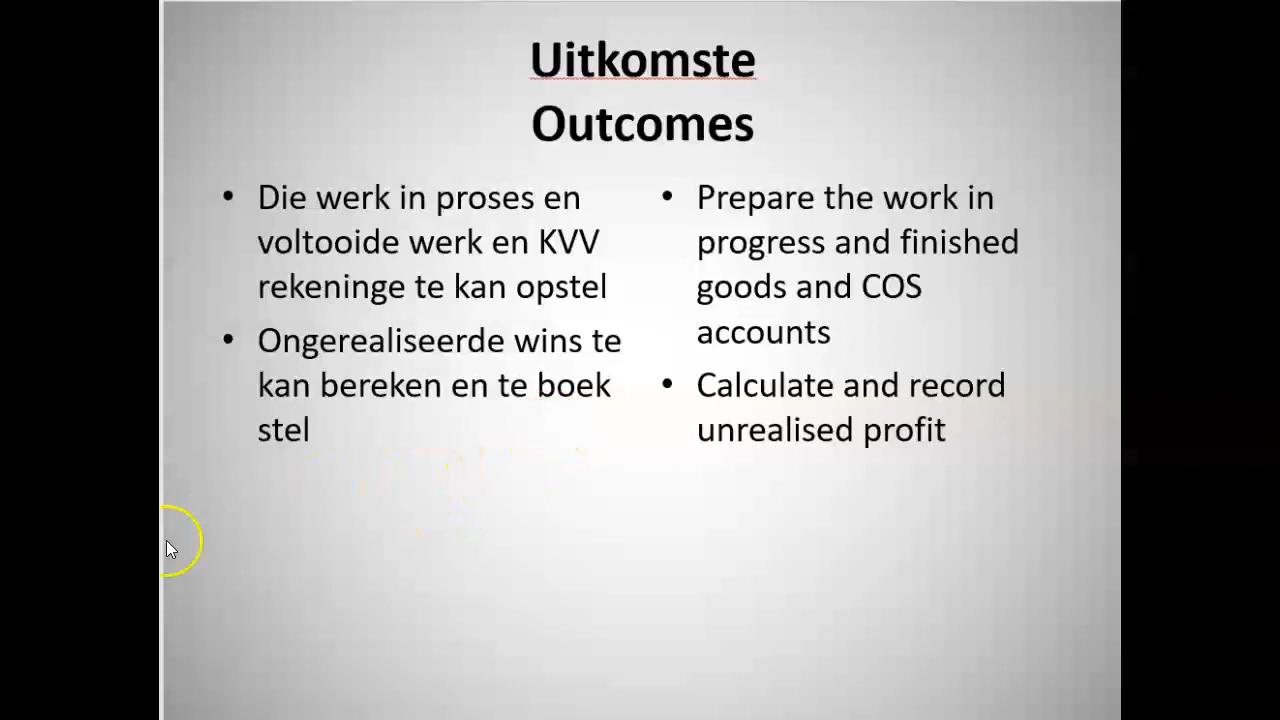 Uitkomste
Outcomes
• Die werk in proses en
voltooide werk en KVV
rekeninge te kan opstel
• Ongerealiseerde wins te
kan bereken en te boek
stel
• Prepare the work in
progress and finished
goods and COS
accounts
• Calculate and record
unrealised profit